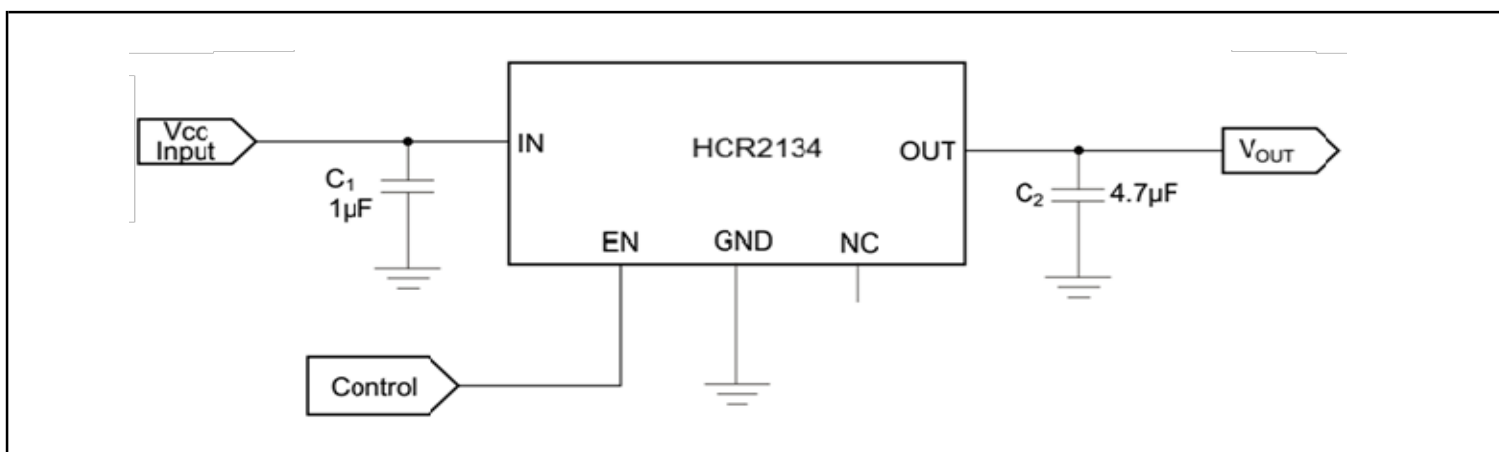 Vcc
Input
C₁
1µF
IN
HCR2134
OUT
EN
GND
NC
C₂
4.7µF
VOUT
Control